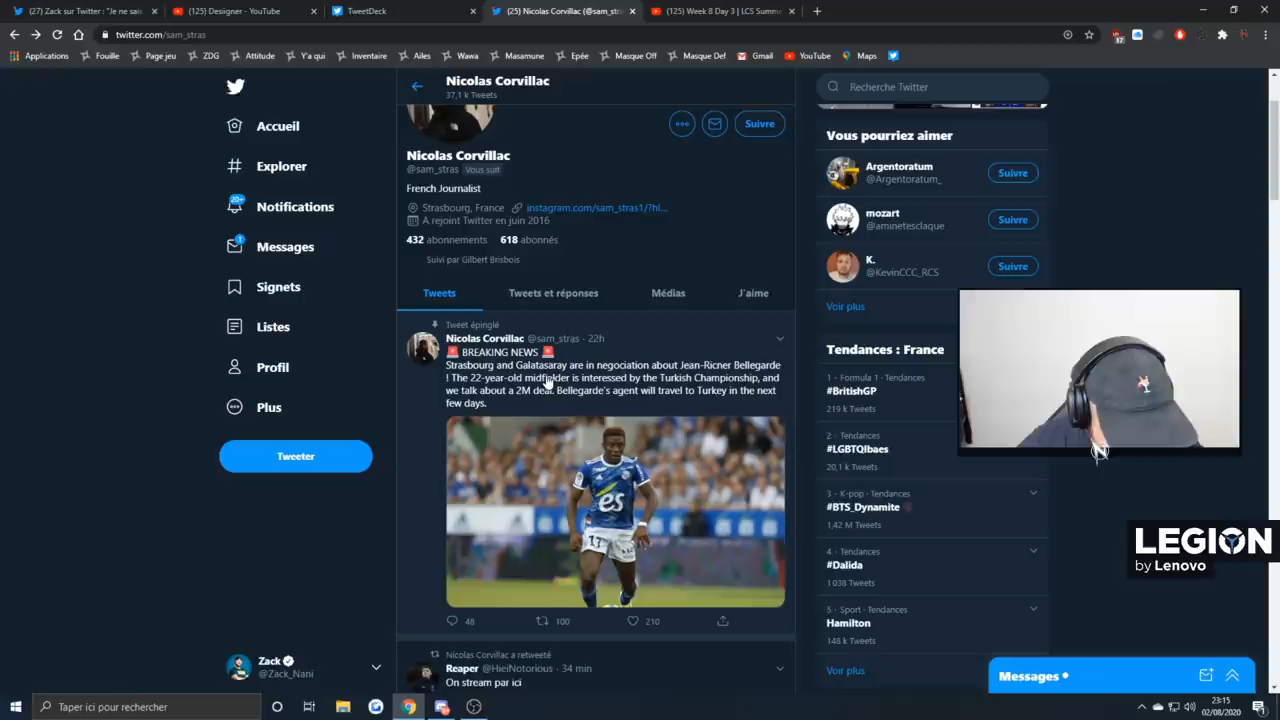 (27) Zack sur Twitter : "Je ne sais
(125) Designer - YouTube
TweetDeck
(25) Nicolas Corvillac (@sam_stra
(125) Week 8 Day 3 | LCS Summe
twitter.com/sam_stras
Applications Fouille Page jeu ZDG Attitude Y'a qui Inventaire Ailes Wawa Masamune Epée Masque Off Masque Def Gmail YouTube Maps
Nicolas Corvillac
37,1 k Tweets
Recherche Twitter
Accueil
Explorer
20+
Notifications
1
Messages
Signets
Listes
Profil
Plus
Tweeter
Zack
@Zack_Nani
Suivre
Nicolas Corvillac
@sam_stras Vous suit
French Journalist
Strasbourg, France instagram.com/sam_stras1/?hl...
A rejoint Twitter en juin 2016
432 abonnements 618 abonnés
Suivi par Gilbert Brisbois
Tweets Tweets et réponses Médias J'aime
Tweet épinglé
Nicolas Corvillac @sam_stras · 22h
🚨 BREAKING NEWS 🚨
Strasbourg and Galatasaray are in negociation about Jean-Ricner Bellegarde
! The 22-year-old midfielder is interessed by the Turkish Championship, and
we talk about a 2M deal. Bellegarde's agent will travel to Turkey in the next
few days.
es
17
48 100 210
Nicolas Corvillac a retweeté
Reaper @HieiNotorious · 34 min
On stream par ici
Vous pourriez aimer
Argentoratum
@Argentoratum_
Suivre
mozart
@aminetesclaque
Suivre
K.
@KevinCCC_RCS
Suivre
Voir plus
Tendances : France
1 · Formula 1 · Tendances
#BritishGP
219 k Tweets
2 · Tendances
#LGBTQIbaes
20,1 k Tweets
3 · K-pop · Tendances
#BTS_Dynamite
1,42 M Tweets
4 · Tendances
#Dalida
1 038 Tweets
5 · Sport · Tendances
Hamilton
148 k Tweets
Voir plus
LEGION
by Lenovo
Messages
Taper ici pour rechercher
23:15
02/08/2020